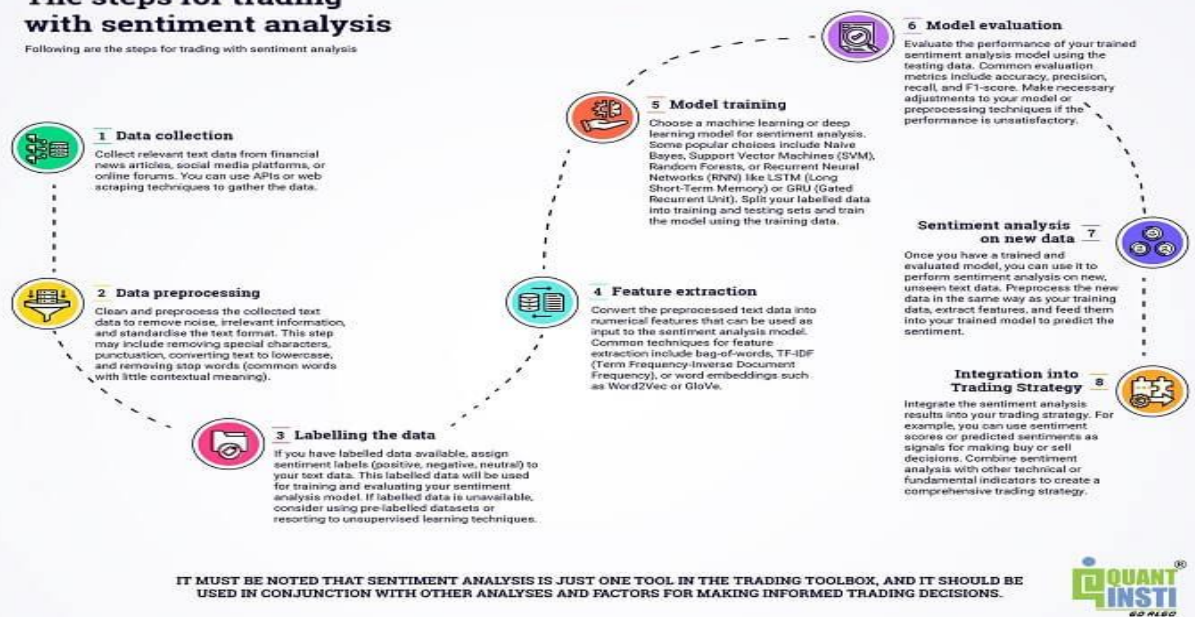 The steps for trading
with sentiment analysis
Following are the steps for trading with sentiment analysis
1 Data collection
Collect relevant text data from financial
news articles, social media platforms, or
online forums. You can use APIs or web
scraping techniques to gather the data.
2 Data preprocessing
Clean and preprocess the collected text
data to remove noise, irrelevant information,
and standardise the text format. This step
may include removing special characters,
punctuation, converting text to lowercase,
and removing stop words (common words
with little contextual meaning).
3 Labelling the data
If you have labelled data available, assign
sentiment labels (positive, negative, neutral) to
your text data. This labelled data will be used
for training and evaluating your sentiment
analysis model. If labelled data is unavailable,
consider using pre-labelled datasets or
resorting to unsupervised learning techniques.
4 Feature extraction
Convert the preprocessed text data into
numerical features that can be used as
input to the sentiment analysis model.
Common techniques for feature
extraction include bag-of-words, TF-IDF
(Term Frequency-Inverse Document
Frequency), or word embeddings such
as Word2Vec or GloVe.
5 Model training
Choose a machine learning or deep
learning model for sentiment analysis.
Some popular choices include Naive
Bayes, Support Vector Machines (SVM),
Random Forests, or Recurrent Neural
Networks (RNN) like LSTM (Long
Short-Term Memory) or GRU (Gated
Recurrent Unit). Split your labelled data
into training and testing sets and train
the model using the training data.
6 Model evaluation
Evaluate the performance of your trained
sentiment analysis model using the
testing data. Common evaluation
metrics include accuracy, precision,
recall, and F1-score. Make necessary
adjustments to your model or
preprocessing techniques if the
performance is unsatisfactory.
Sentiment analysis 7
on new data
Once you have a trained and
evaluated model, you can use it to
perform sentiment analysis on new,
unseen text data. Preprocess the new
data in the same way as your training
data, extract features, and feed them
into your trained model to predict the
sentiment.
Integration into
Trading Strategy 8
Integrate the sentiment analysis
results into your trading strategy. For
example, you can use sentiment
scores or predicted sentiments as
signals for making buy or sell
decisions. Combine sentiment
analysis with other technical or
fundamental indicators to create a
comprehensive trading strategy.
IT MUST BE NOTED THAT SENTIMENT ANALYSIS IS JUST ONE TOOL IN THE TRADING TOOLBOX, AND IT SHOULD BE
USED IN CONJUNCTION WITH OTHER ANALYSES AND FACTORS FOR MAKING INFORMED TRADING DECISIONS.
QUANT
INSTI
GO ALGO
®